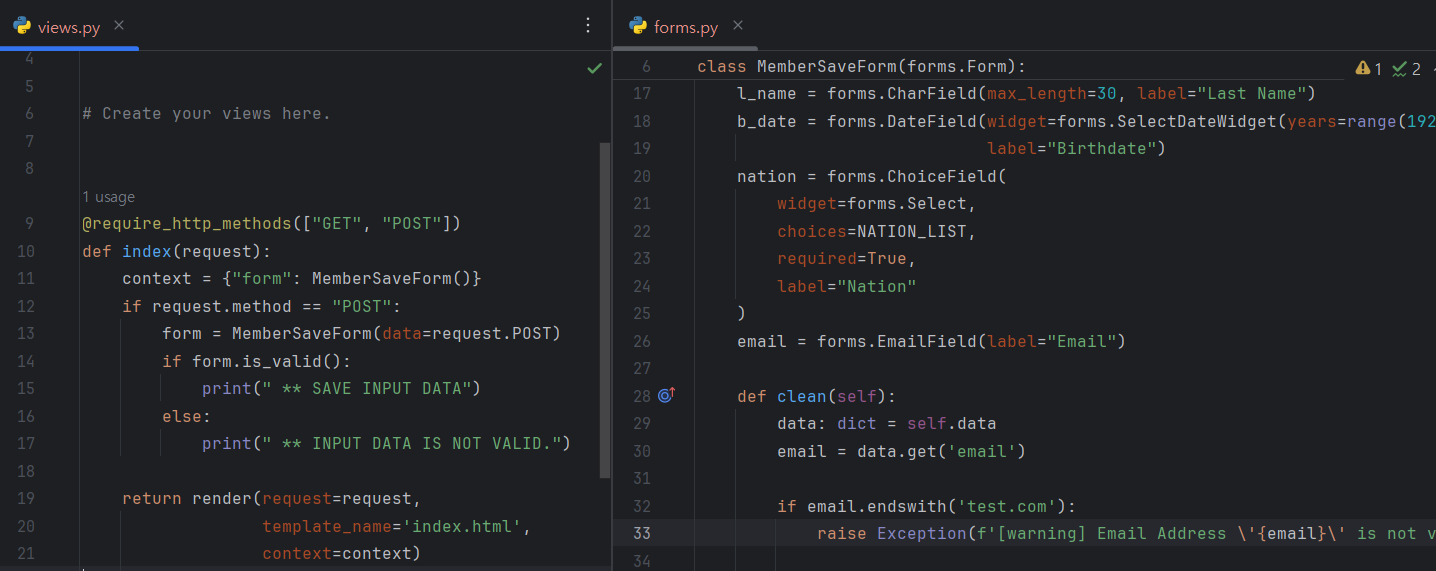 views.py
4
5
6 # Create your views here.
7
8
1 usage
9 @require_http_methods(["GET", "POST"])
10 def index(request):
11 context = {"form": MemberSaveForm()}
12 if request.method == "POST":
13 form = MemberSaveForm(data=request.POST)
14 if form.is_valid():
15 print(" ** SAVE INPUT DATA")
16 else:
17 print(" ** INPUT DATA IS NOT VALID.")
18
19 return render(request=request,
20 template_name='index.html',
21 context=context)
forms.py
6 class MemberSaveForm(forms.Form):
1 2
17 l_name = forms.CharField(max_length=30, label="Last Name")
18 b_date = forms.DateField(widget=forms.SelectDateWidget(years=range(192
19 label="Birthdate")
20 nation = forms.ChoiceField(
21 widget=forms.Select,
22 choices=NATION_LIST,
23 required=True,
24 label="Nation"
25 )
26 email = forms.EmailField(label="Email")
27
28 def clean(self):
29 data: dict = self.data
30 email = data.get('email')
31
32 if email.endswith('test.com'):
33 raise Exception(f'[warning] Email Address \'{email}\' is not v
34